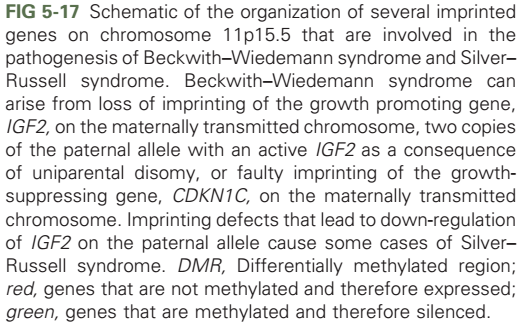 FIG 5-17 Schematic of the organization of several imprinted
genes on chromosome 11p15.5 that are involved in the
pathogenesis of Beckwith–Wiedemann syndrome and Silver–
Russell syndrome. Beckwith–Wiedemann syndrome can
arise from loss of imprinting of the growth promoting gene,
IGF2, on the maternally transmitted chromosome, two copies
of the paternal allele with an active IGF2 as a consequence
of uniparental disomy, or faulty imprinting of the growth-
suppressing gene, CDKN1C, on the maternally transmitted
chromosome. Imprinting defects that lead to down-regulation
of IGF2 on the paternal allele cause some cases of Silver–
Russell syndrome. DMR, Differentially methylated region;
red, genes that are not methylated and therefore expressed;
green, genes that are methylated and therefore silenced.